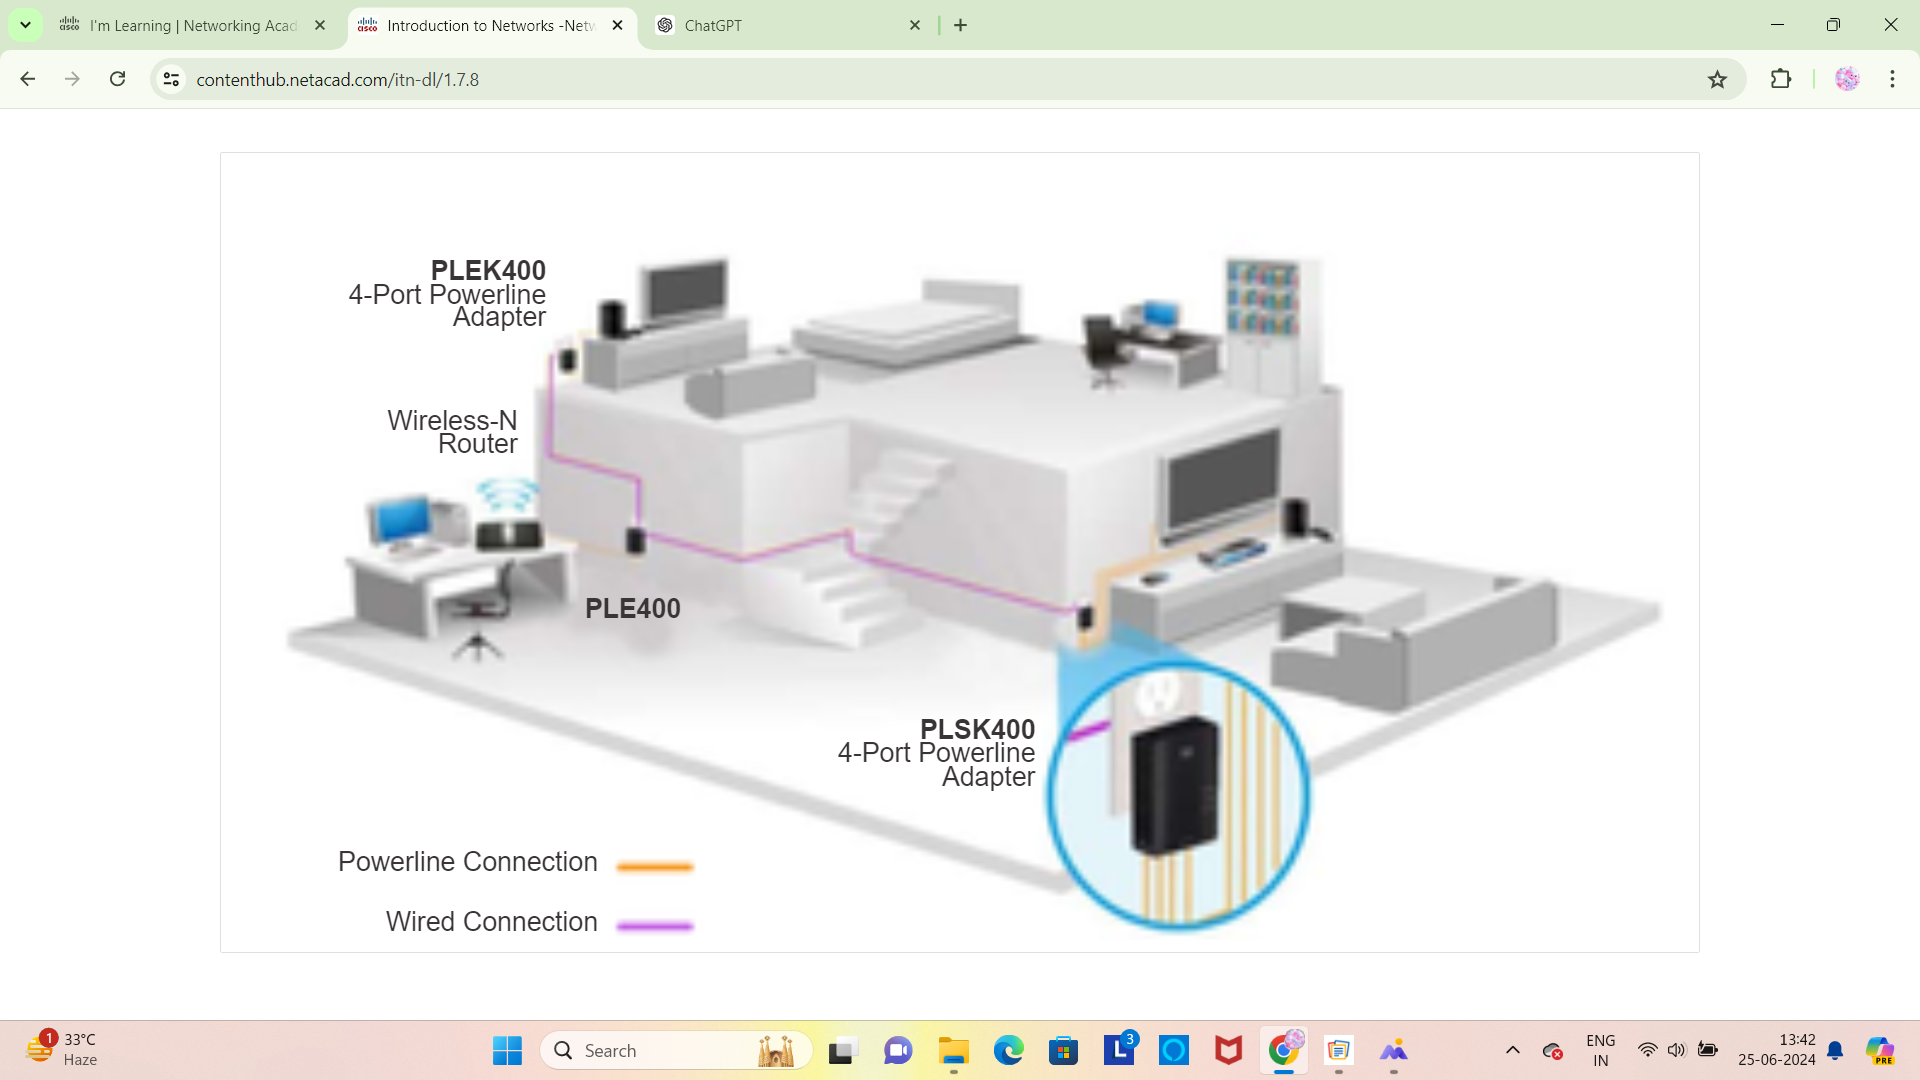 I'm Learning | Networking Acad
Introduction to Networks -Netw
ChatGPT
contenthub.netacad.com/itn-dl/1.7.8
PLEK400
4-Port Powerline
Adapter
Wireless-N
Router
PLE400
PLSK400
4-Port Powerline
Adapter
Powerline Connection
Wired Connection
1
33°C
Haze
Search
L
3
PRE
ENG
IN
13:42
25-06-2024